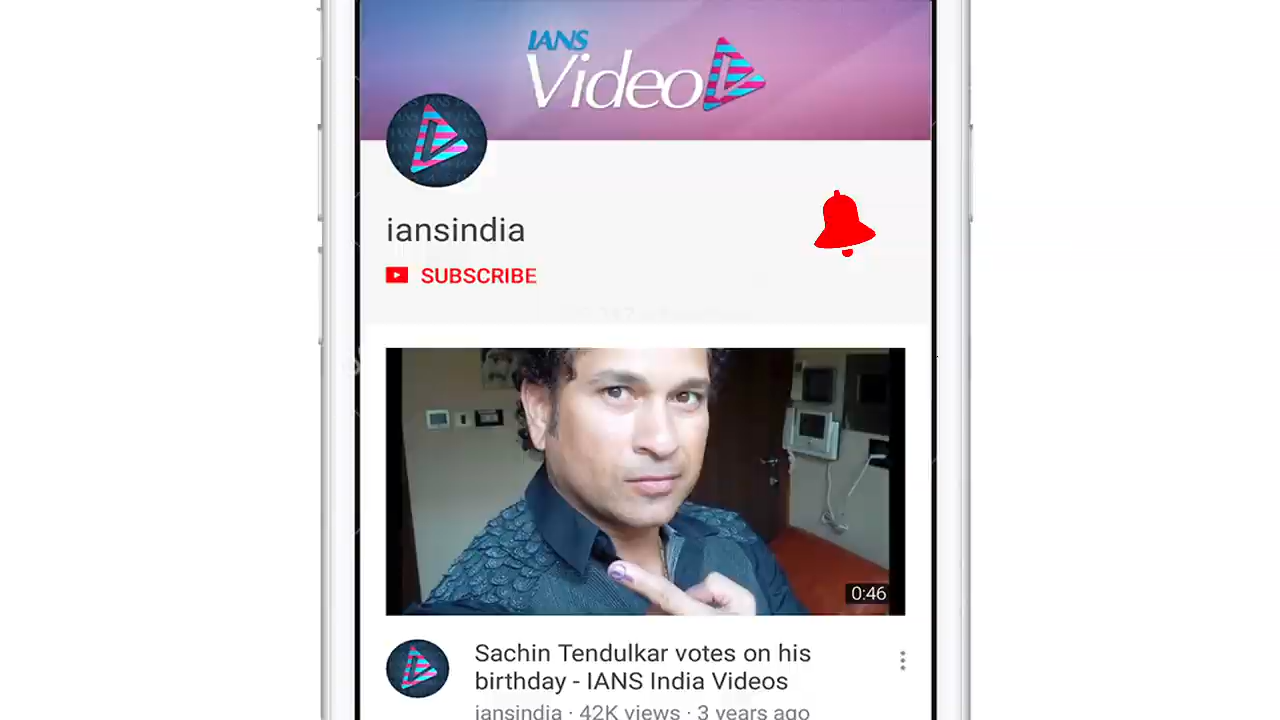 IANS
Video
iansindia
SUBSCRIBE
0:46
Sachin Tendulkar votes on his
birthday - IANS India Videos
iansindia · 42K views · 3 years ago